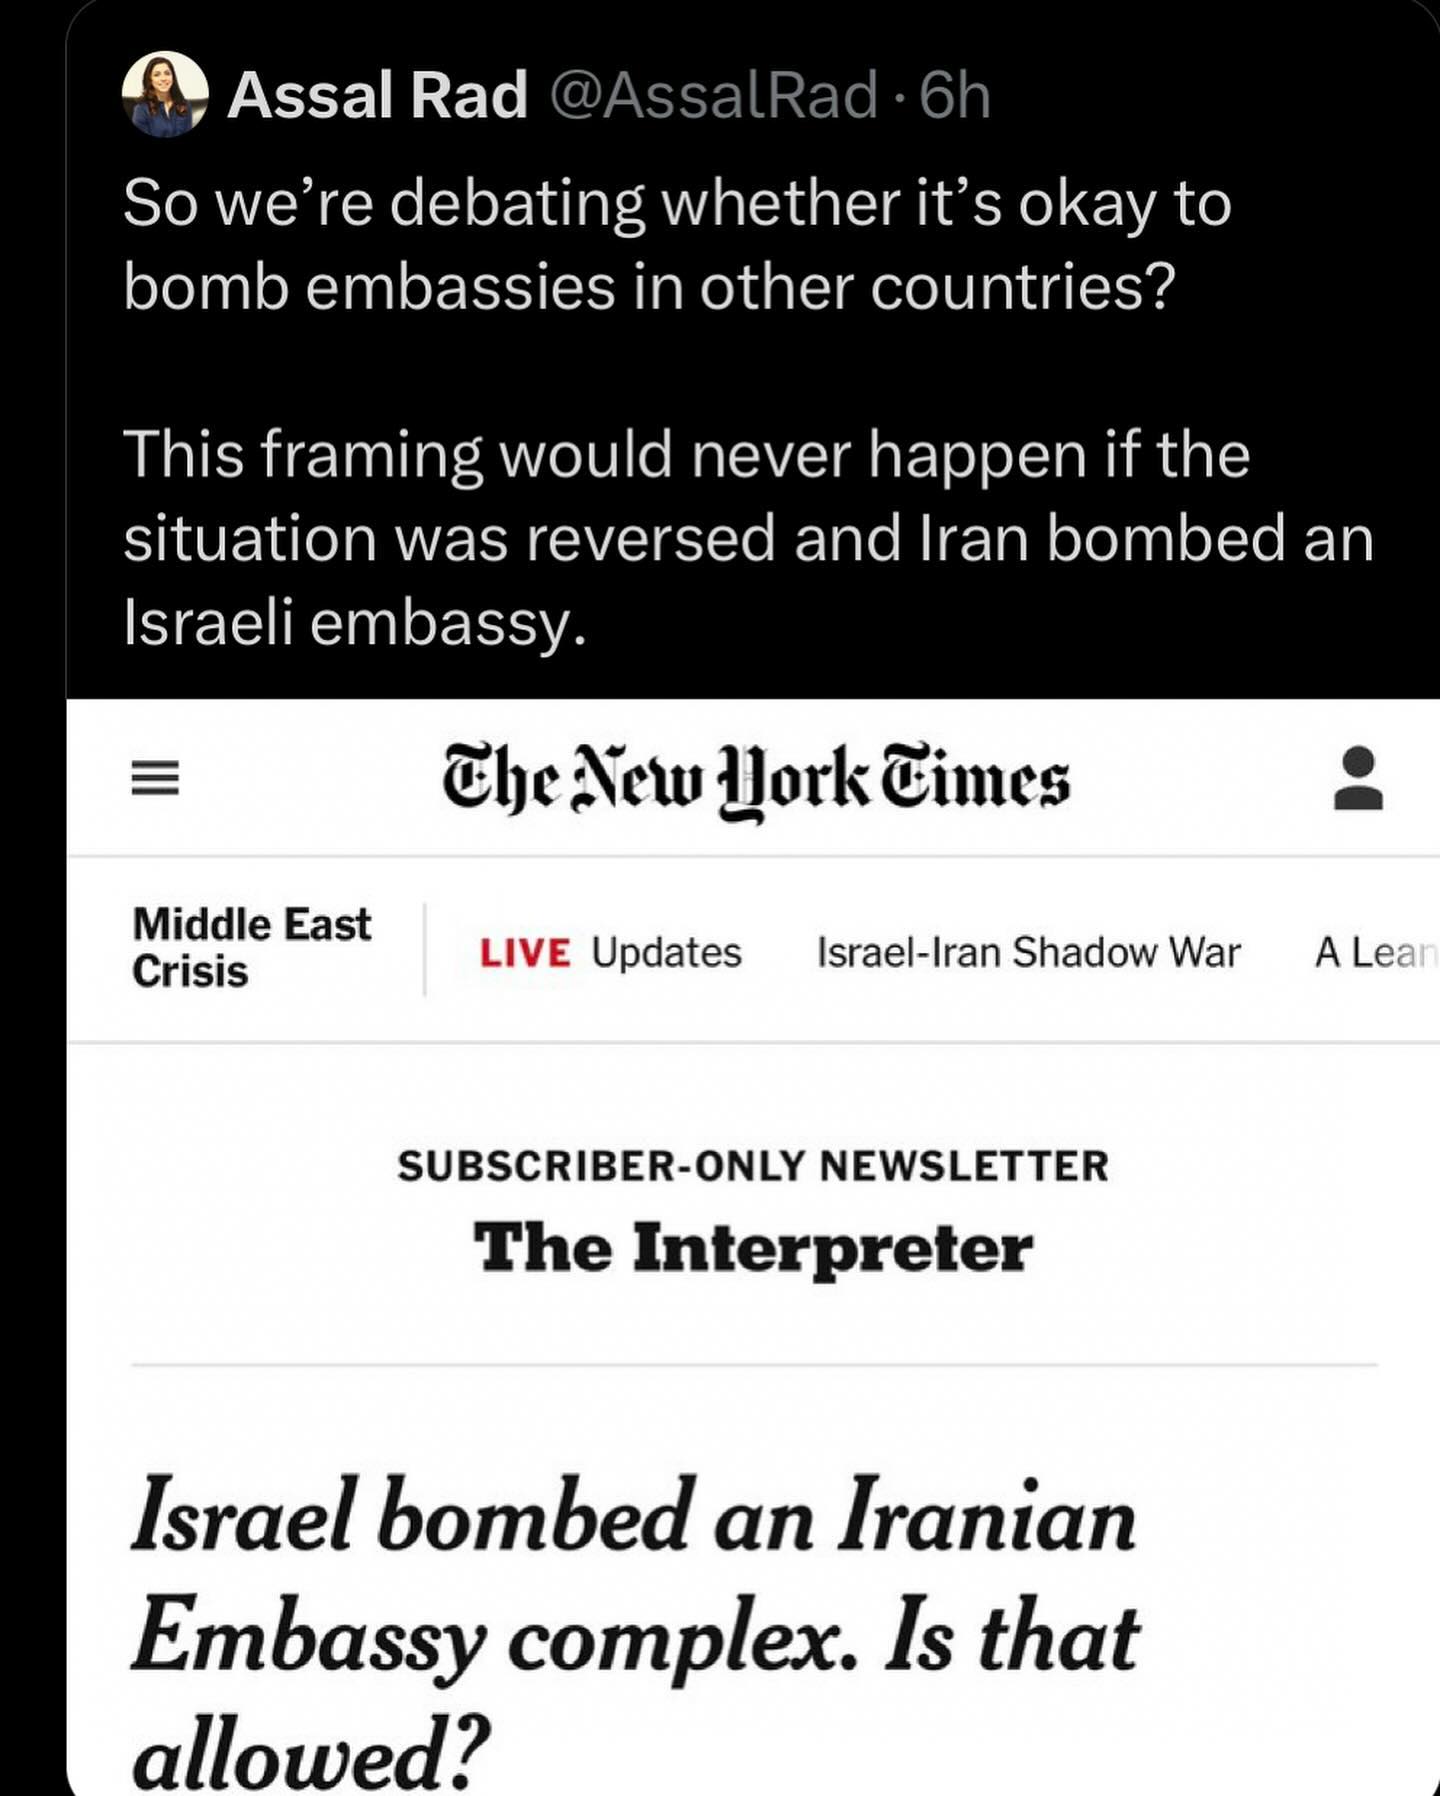 Assal Rad @AssalRad · 6h
So we’re debating whether it’s okay to
bomb embassies in other countries?
This framing would never happen if the
situation was reversed and Iran bombed an
Israeli embassy.
The New York Times
Middle East
Crisis
LIVE Updates
Israel-Iran Shadow War
A Lean
SUBSCRIBER-ONLY NEWSLETTER
The Interpreter
Israel bombed an Iranian
Embassy complex. Is that
allowed?